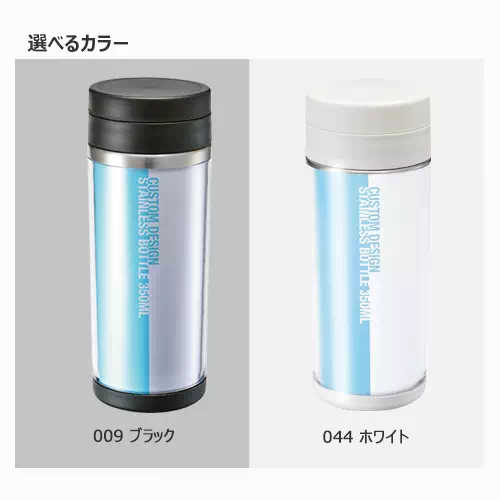 選べるカラー
CUSTOM DESIGN
STAINLESS BOTTLE 350ML
CUSTOM DESIGN
STAINLESS BOTTLE 350ML
009 ブラック
044 ホワイト